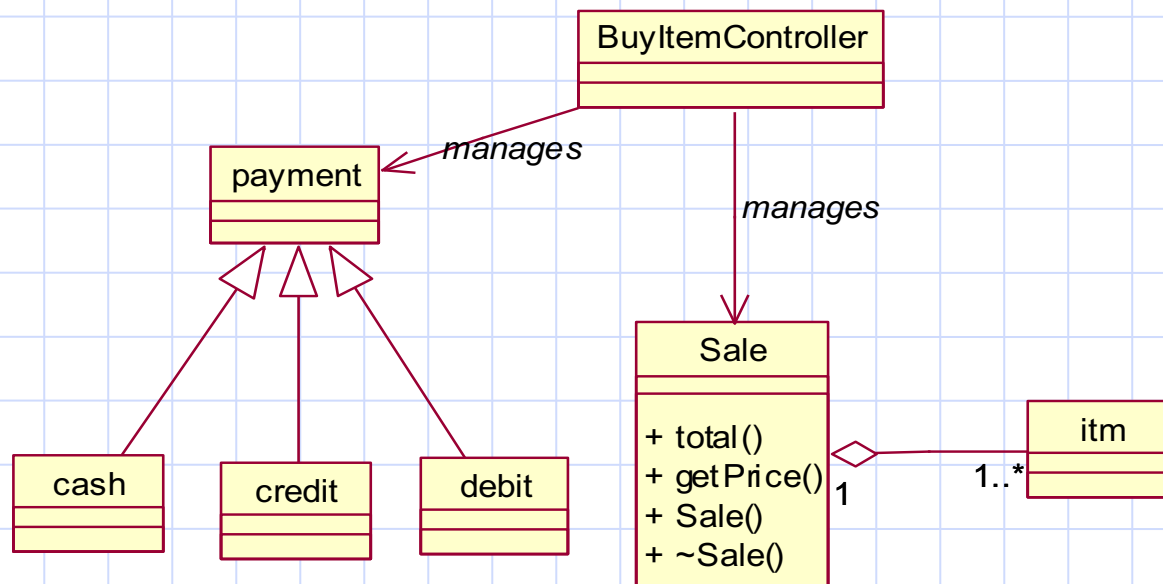 BuyItemController
manages
payment
manages
Sale
+ total()
+ getPrice()
+ Sale()
+ ~Sale()
1
1..*
itm
cash
credit
debit